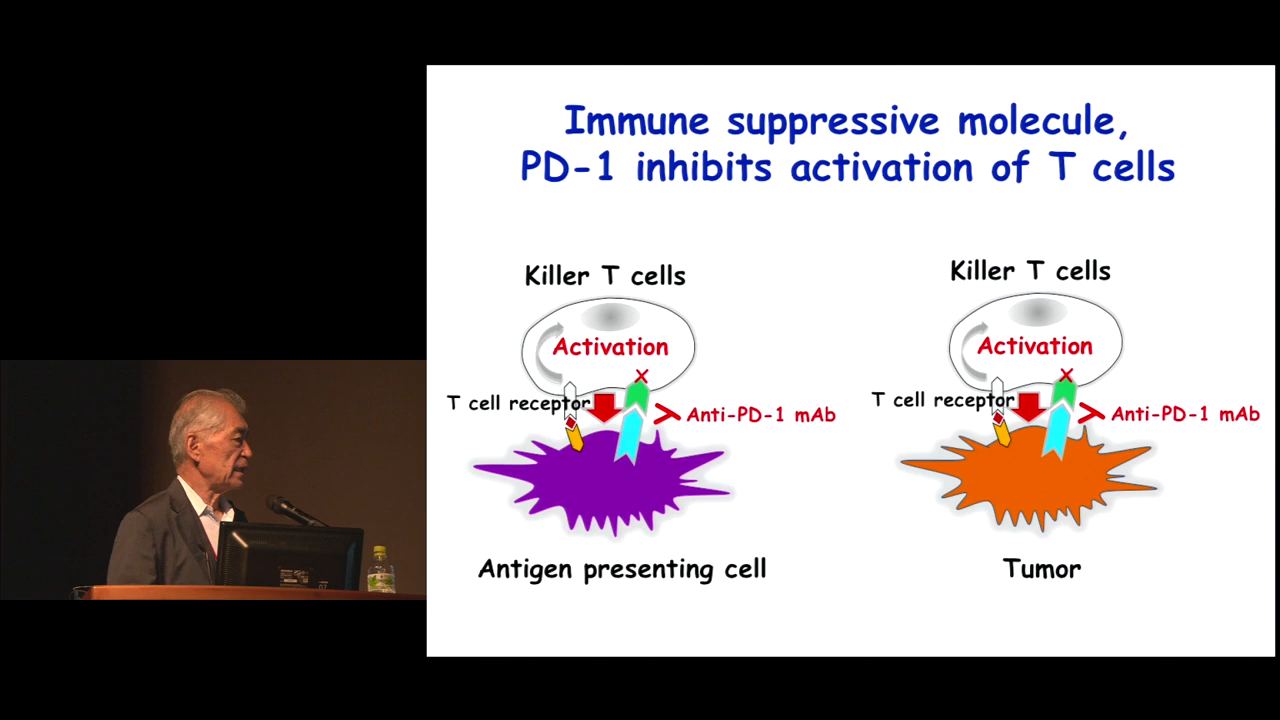 Immune suppressive molecule,
PD-1 inhibits activation of T cells
Killer T cells
Activation
X
T cell receptor
Anti-PD-1 mAb
Antigen presenting cell
Killer T cells
Activation
X
T cell receptor
Anti-PD-1 mAb
Tumor